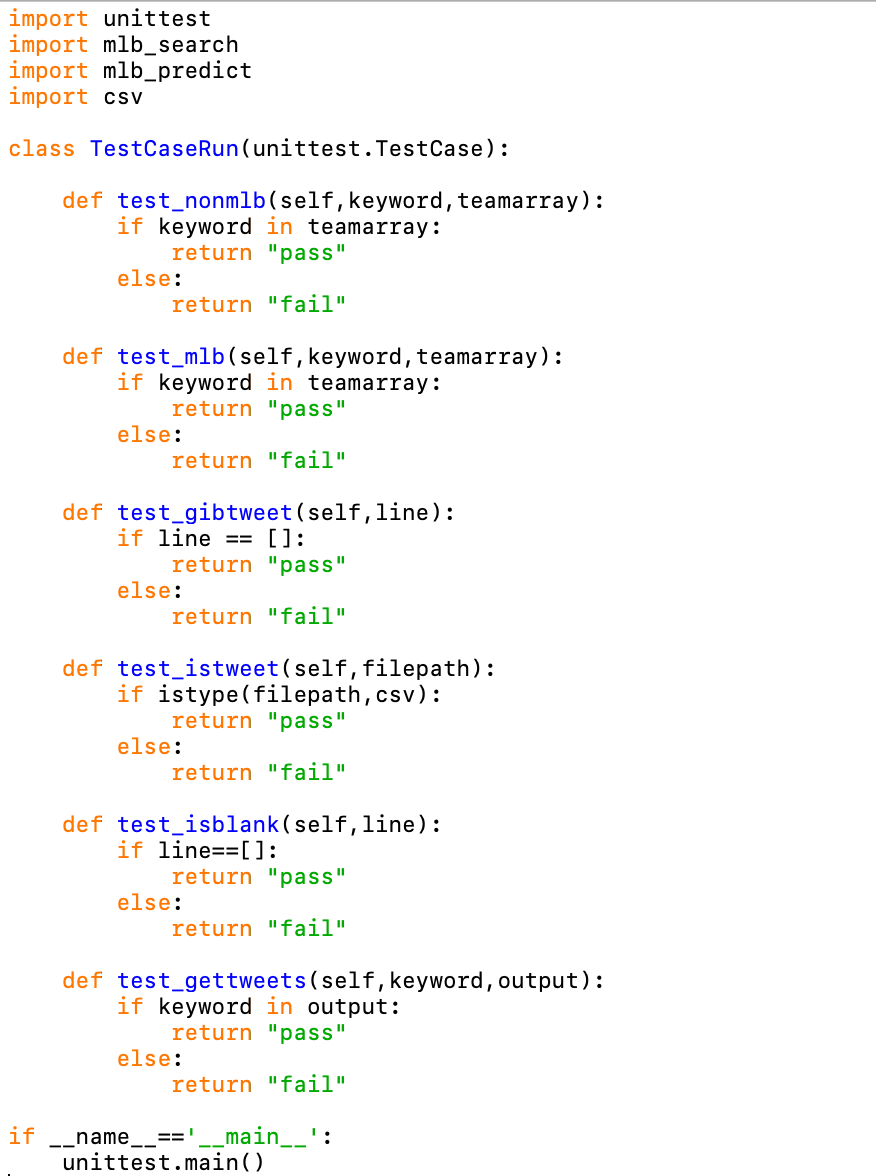 import unittest
import mlb_search
import mlb_predict
import csv

class TestCaseRun(unittest.TestCase):

    def test_nonmlb(self,keyword,teamarray):
        if keyword in teamarray:
            return "pass"
        else:
            return "fail"

    def test_mlb(self,keyword,teamarray):
        if keyword in teamarray:
            return "pass"
        else:
            return "fail"

    def test_gibtweet(self,line):
        if line == []:
            return "pass"
        else:
            return "fail"

    def test_istweet(self,filepath):
        if istype(filepath,csv):
            return "pass"
        else:
            return "fail"

    def test_isblank(self,line):
        if line==[]:
            return "pass"
        else:
            return "fail"

    def test_gettweets(self,keyword,output):
        if keyword in output:
            return "pass"
        else:
            return "fail"

if __name__=='__main__':
    unittest.main()